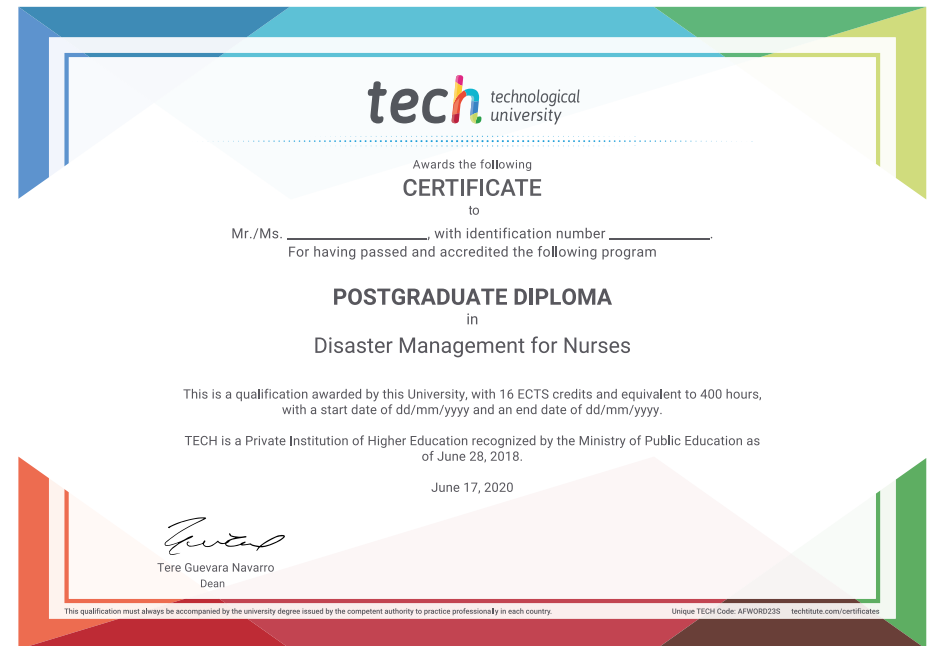 tech technological
university
Awards the following
CERTIFICATE
to
Mr./Ms. ____________________, with identification number ______________.
For having passed and accredited the following program
POSTGRADUATE DIPLOMA
in
Disaster Management for Nurses
This is a qualification awarded by this University, with 16 ECTS credits and equivalent to 400 hours,
with a start date of dd/mm/yyyy and an end date of dd/mm/yyyy.
TECH is a Private Institution of Higher Education recognized by the Ministry of Public Education as
of June 28, 2018.
June 17, 2020
Tere Guevara Navarro
Dean
This qualification must always be accompanied by the university degree issued by the competent authority to practice professionally in each country.
Unique TECH Code: AFWORD23S techtitute.com/certificates